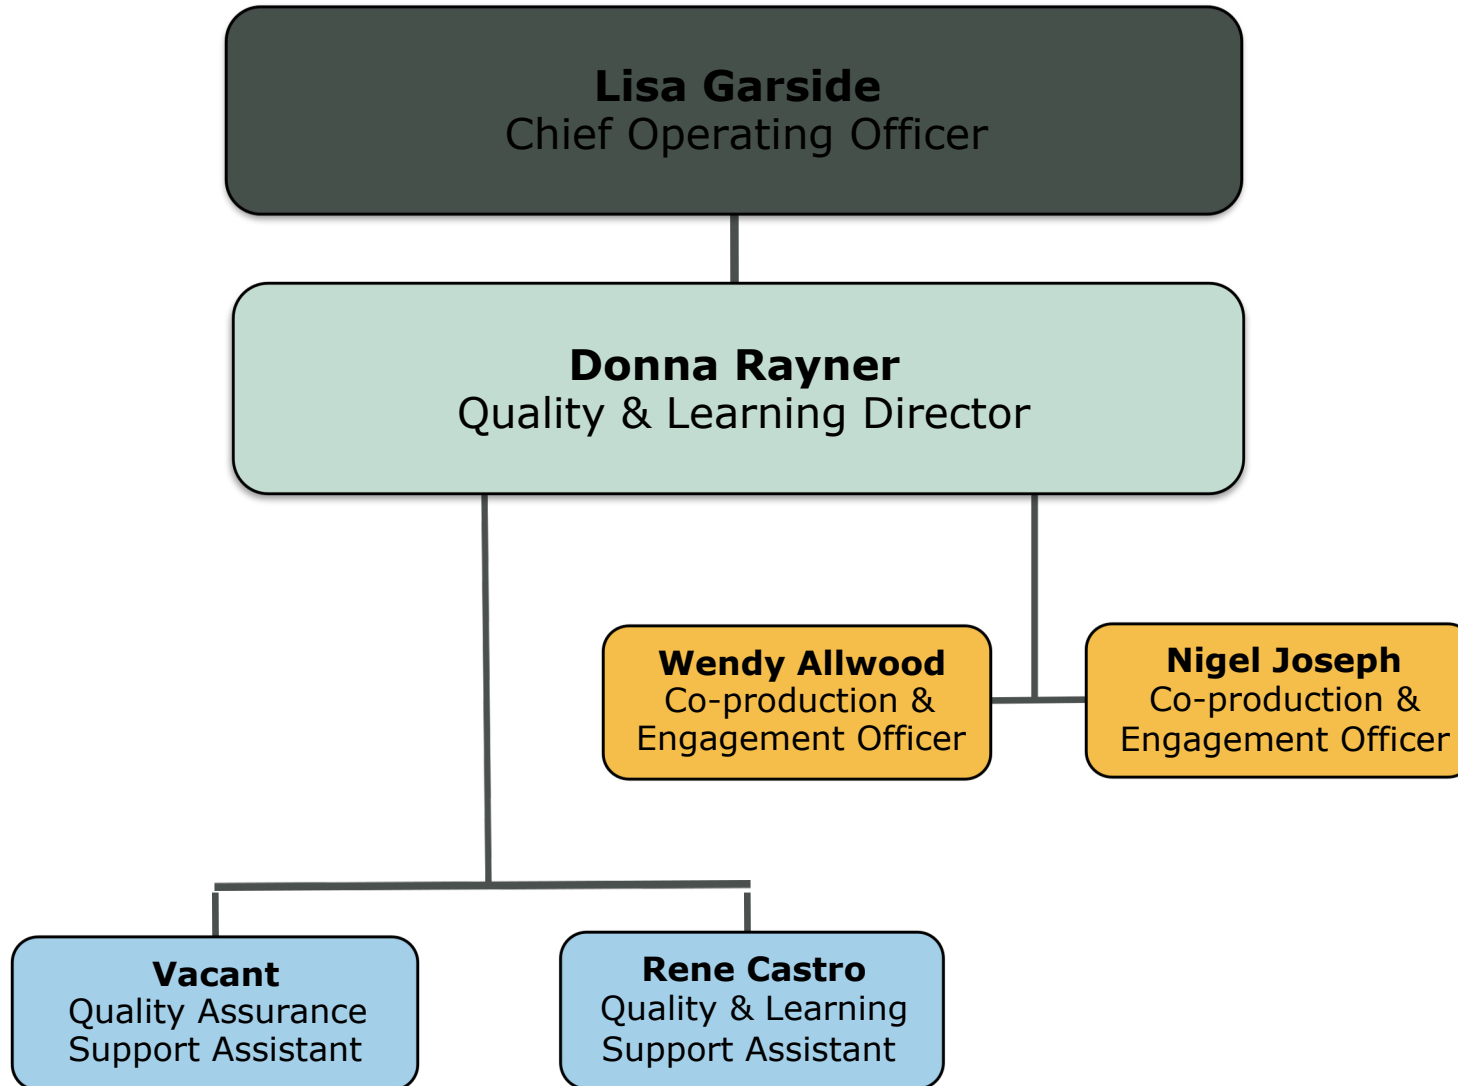 Lisa Garside
Chief Operating Officer
Donna Rayner
Quality & Learning Director
Wendy Allwood
Co-production &
Engagement Officer
Nigel Joseph
Co-production &
Engagement Officer
Vacant
Quality Assurance
Support Assistant
Rene Castro
Quality & Learning
Support Assistant